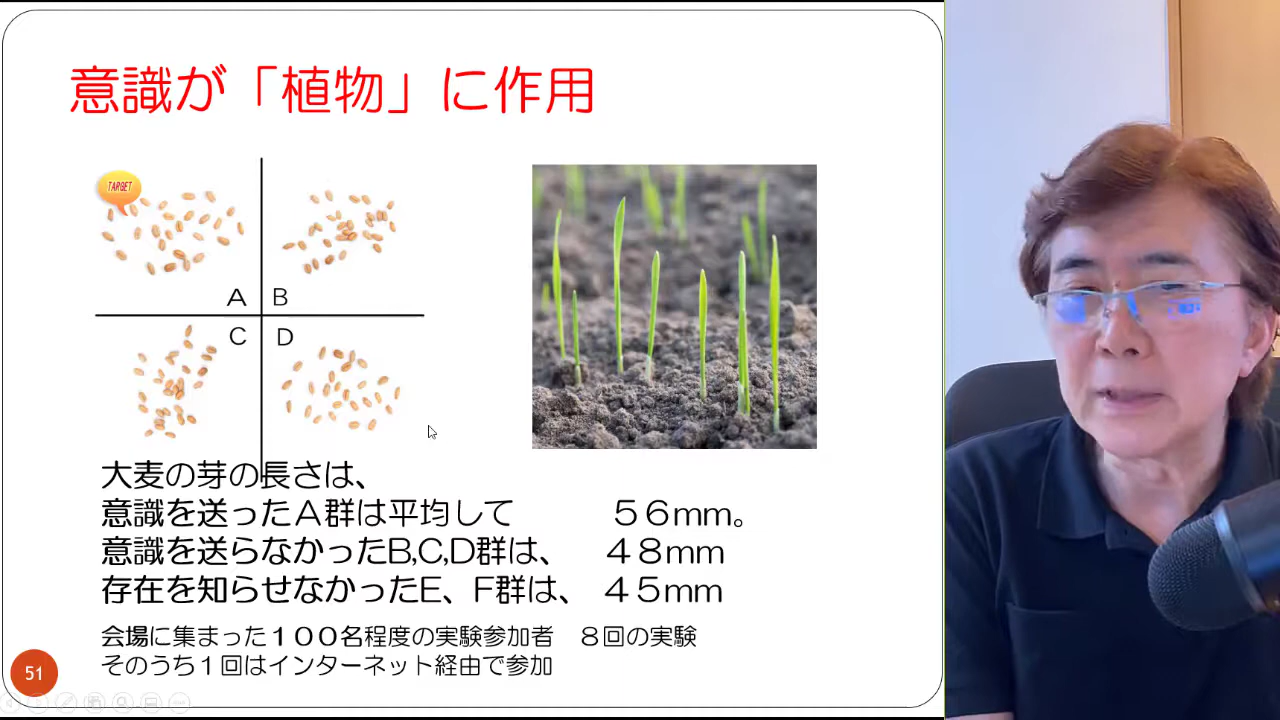 意識が「植物」に作用
TARGET
A B
C D
大麦の芽の長さは、
意識を送ったＡ群は平均して　５６mm。
意識を送らなかったB,C,D群は、　４８mm
存在を知らせなかったE、F群は、４５mm
会場に集まった１００名程度の実験参加者　８回の実験
そのうち１回はインターネット経由で参加
51